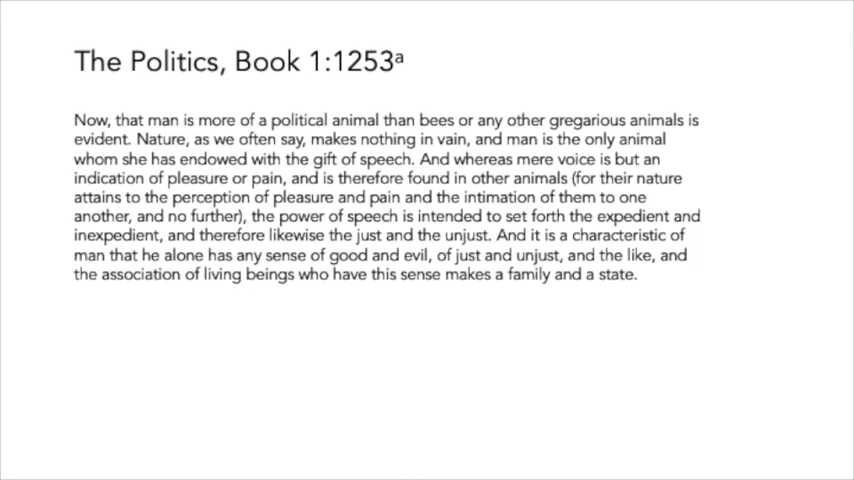 The Politics, Book 1:1253ª
Now, that man is more of a political animal than bees or any other gregarious animals is
evident. Nature, as we often say, makes nothing in vain, and man is the only animal
whom she has endowed with the gift of speech. And whereas mere voice is but an
indication of pleasure or pain, and is therefore found in other animals (for their nature
attains to the perception of pleasure and pain and the intimation of them to one
another, and no further), the power of speech is intended to set forth the expedient and
inexpedient, and therefore likewise the just and the unjust. And it is a characteristic of
man that he alone has any sense of good and evil, of just and unjust, and the like, and
the association of living beings who have this sense makes a family and a state.